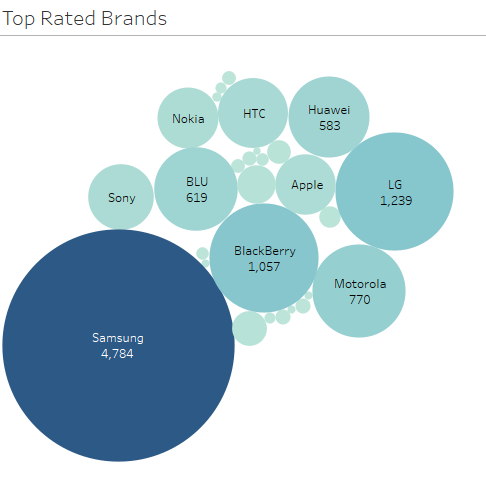 Top Rated Brands
Nokia
HTC
Huawei
583
BLU
619
Apple
LG
1,239
Sony
BlackBerry
1,057
Motorola
770
Samsung
4,784